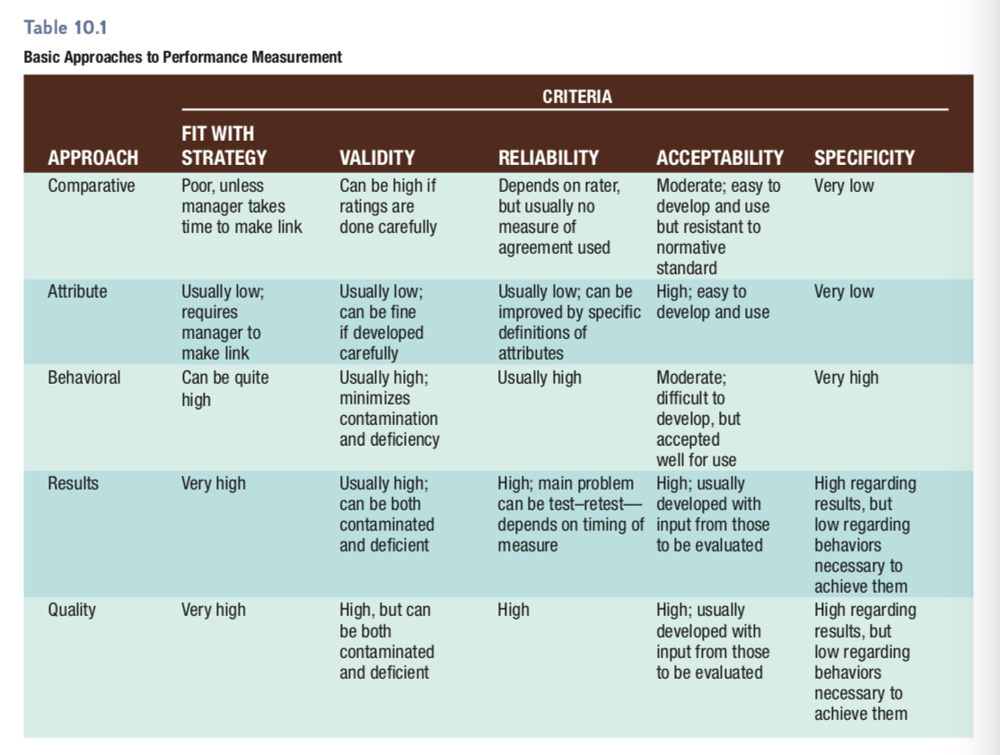 Table 10.1
Basic Approaches to Performance Measurement
CRITERIA
APPROACH
FIT WITH
STRATEGY
VALIDITY
RELIABILITY
ACCEPTABILITY
SPECIFICITY
Comparative
Poor, unless
manager takes
time to make link
Can be high if
ratings are
done carefully
Depends on rater,
but usually no
measure of
agreement used
Moderate; easy to
develop and use
but resistant to
normative
standard
Very low
Attribute
Usually low;
requires
manager to
make link
Usually low;
can be fine
if developed
carefully
Usually low; can be
improved by specific
definitions of
attributes
High; easy to
develop and use
Very low
Behavioral
Can be quite
high
Usually high;
minimizes
contamination
and deficiency
Usually high
Moderate;
difficult to
develop, but
accepted
well for use
Very high
Results
Very high
Usually high;
can be both
contaminated
and deficient
High; main problem
can be test–retest—
depends on timing of
measure
High; usually
developed with
input from those
to be evaluated
High regarding
results, but
low regarding
behaviors
necessary to
achieve them
Quality
Very high
High, but can
be both
contaminated
and deficient
High
High; usually
developed with
input from those
to be evaluated
High regarding
results, but
low regarding
behaviors
necessary to
achieve them